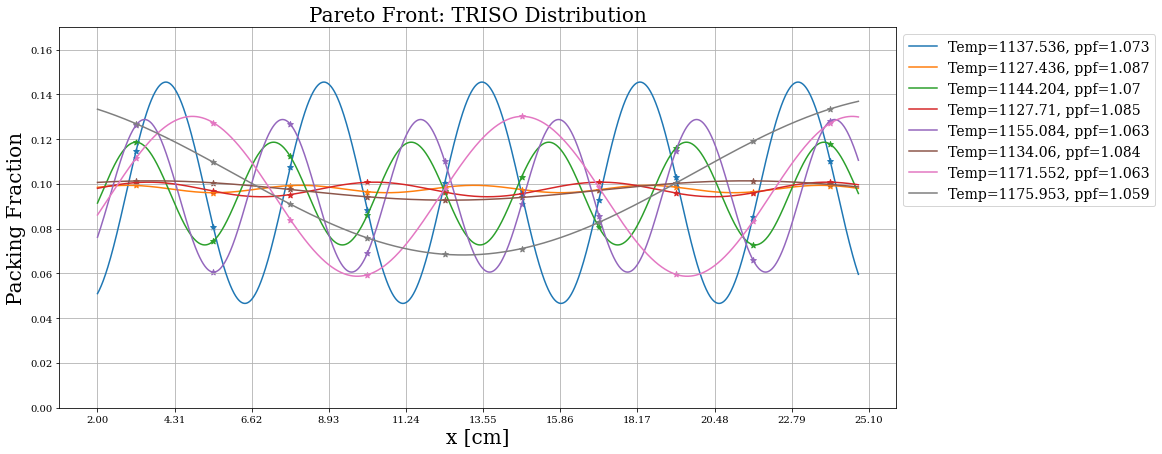 Pareto Front: TRISO Distribution
Packing Fraction
0.16
0.14
0.12
0.10
0.08
0.06
0.04
0.02
0.00
2.00 4.31 6.62 8.93 11.24 13.55 15.86 18.17 20.48 22.79 25.10
x [cm]
Temp=1137.536, ppf=1.073
Temp=1127.436, ppf=1.087
Temp=1144.204, ppf=1.07
Temp=1127.71, ppf=1.085
Temp=1155.084, ppf=1.063
Temp=1134.06, ppf=1.084
Temp=1171.552, ppf=1.063
Temp=1175.953, ppf=1.059